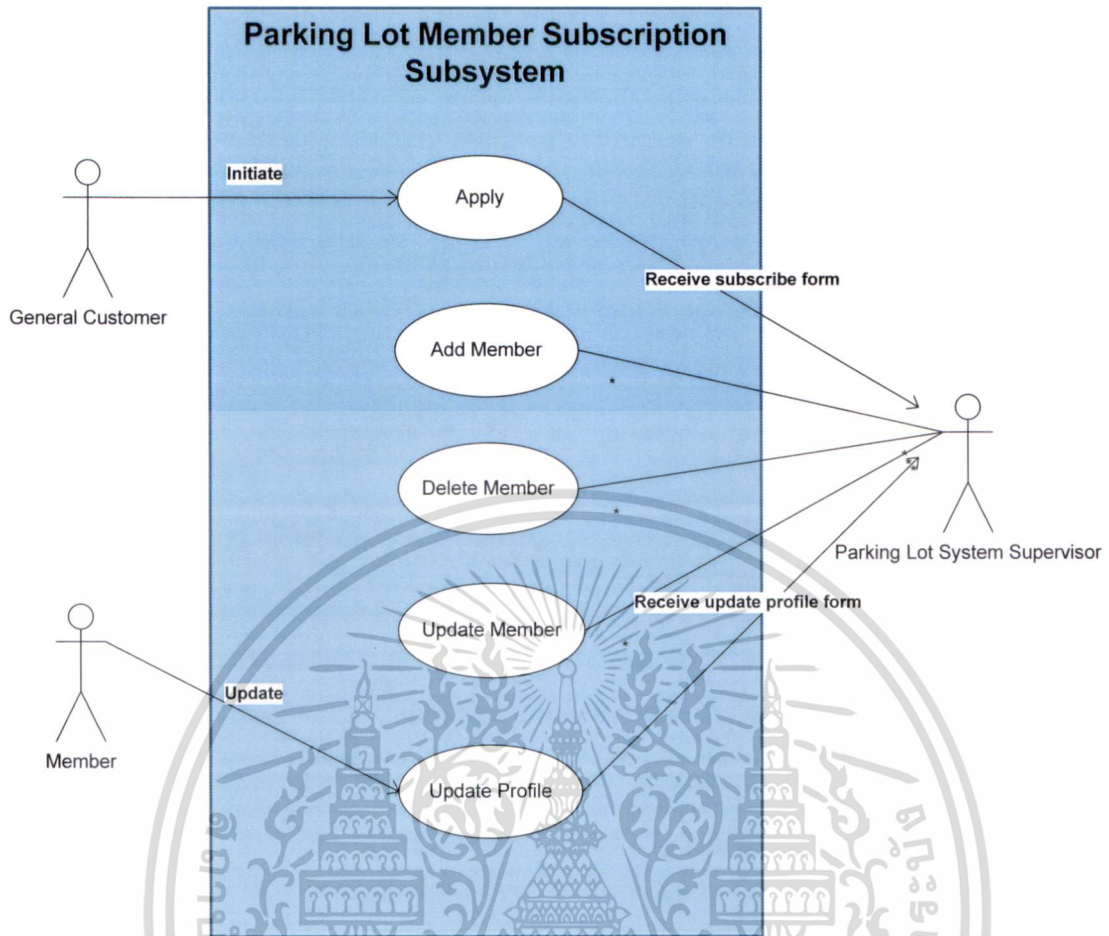 Parking Lot Member Subscription
Subsystem
Initiate
Apply
Receive subscribe form
General Customer
Add Member
*
Delete Member
*
*
*
*
Parking Lot System Supervisor
Update Member
Receive update profile form
*
Update
Member
Update Profile